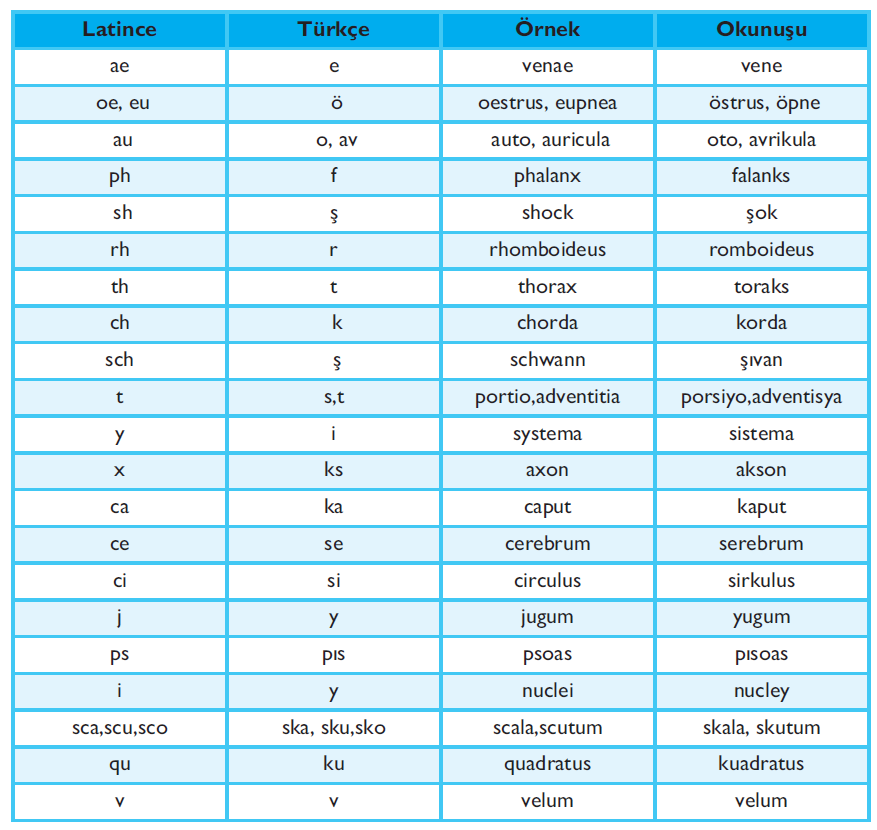 Latince Türkçe Örnek Okunuşu
ae e venae vene
oe, eu ö oestrus, eupnea östrus, öpne
au o, av auto, auricula oto, avrikula
ph f phalanx falanks
sh ş shock şok
rh r rhomboideus romboideus
th t thorax toraks
ch k chorda korda
sch ş schwann şıvan
t s,t portio,adventitia porsiyo,adventisya
y i systema sistema
x ks axon akson
ca ka caput kaput
ce se cerebrum serebrum
ci si circulus sirkulus
j y jugum yugum
ps pıs psoas pısoas
i y nuclei nucley
sca,scu,sco ska, sku,sko scala,scutum skala, skutum
qu ku quadratus kuadratus
v v velum velum